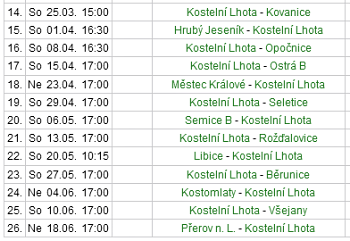 14. So 25.03. 15:00 Kostelní Lhota - Kovanice
15. So 01.04. 16:30 Hrubý Jeseník - Kostelní Lhota
16. So 08.04. 16:30 Kostelní Lhota - Opočnice
17. So 15.04. 17:00 Kostelní Lhota - Ostrá B
18. Ne 23.04. 17:00 Městec Králové - Kostelní Lhota
19. So 29.04. 17:00 Kostelní Lhota - Seletice
20. So 06.05. 17:00 Semice B - Kostelní Lhota
21. So 13.05. 17:00 Kostelní Lhota - Rožďalovice
22. So 20.05. 10:15 Libice - Kostelní Lhota
23. So 27.05. 17:00 Kostelní Lhota - Běrunice
24. Ne 04.06. 17:00 Kostomlaty - Kostelní Lhota
25. So 10.06. 17:00 Kostelní Lhota - Všejany
26. Ne 18.06. 17:00 Přerov n. L. - Kostelní Lhota